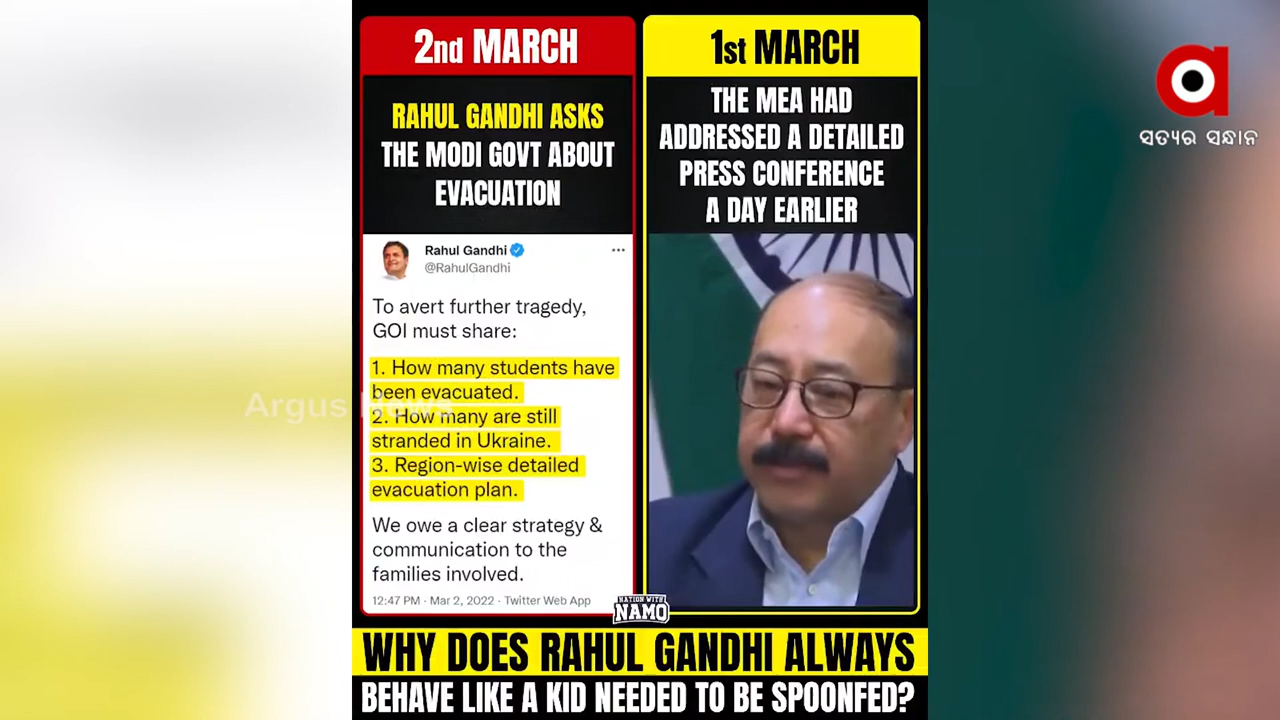 2nd MARCH
RAHUL GANDHI ASKS
THE MODI GOVT ABOUT
EVACUATION
Rahul Gandhi
@RahulGandhi
To avert further tragedy,
GOI must share:
1. How many students have
been evacuated.
2. How many are still
stranded in Ukraine.
3. Region-wise detailed
evacuation plan.
We owe a clear strategy &
communication to the
families involved.
12:47 PM · Mar 2, 2022 · Twitter Web App
1st MARCH
THE MEA HAD
ADDRESSED A DETAILED
PRESS CONFERENCE
A DAY EARLIER
NATION WITH
NAMO
WHY DOES RAHUL GANDHI ALWAYS
BEHAVE LIKE A KID NEEDED TO BE SPOONFED?
Argus News
a
ସତ୍ୟର ସନ୍ଧାନ